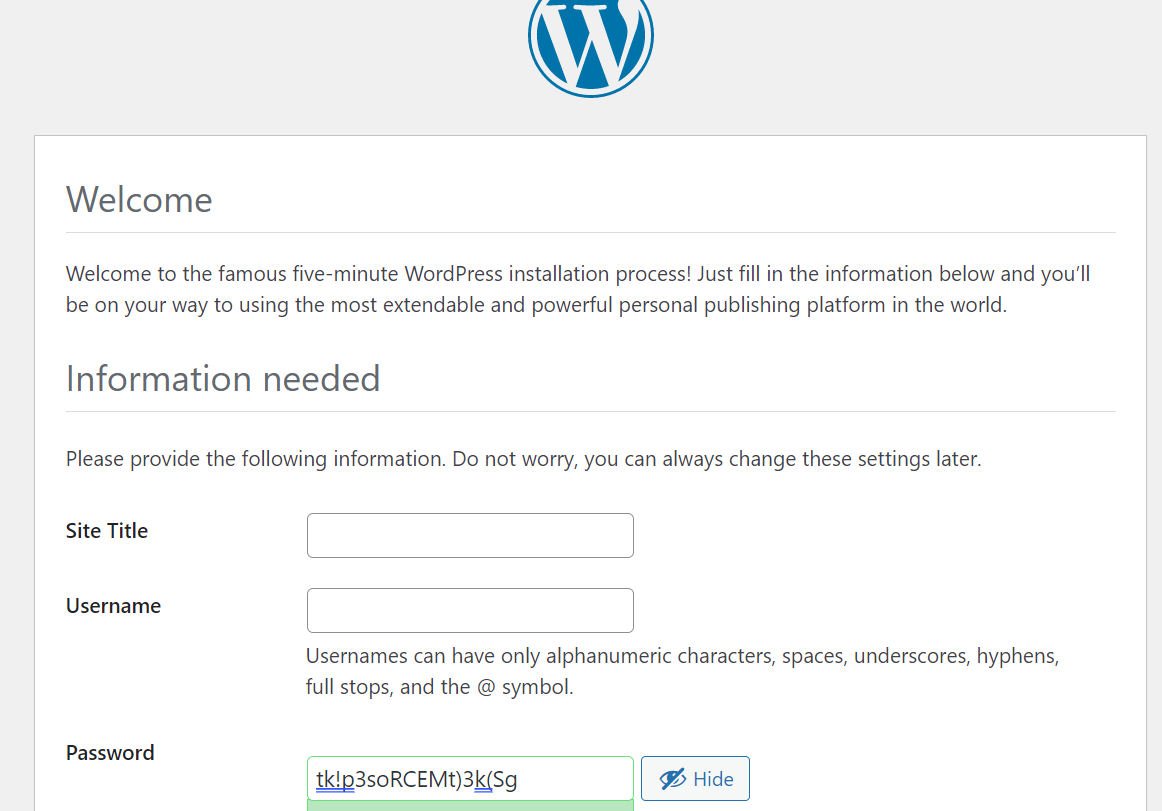 Welcome
Welcome to the famous five-minute WordPress installation process! Just fill in the information below and you’ll
be on your way to using the most extendable and powerful personal publishing platform in the world.
Information needed
Please provide the following information. Do not worry, you can always change these settings later.
Site Title
Username
Usernames can have only alphanumeric characters, spaces, underscores, hyphens,
full stops, and the @ symbol.
Password
tk!p3soRCEMt)3k(Sg
Hide